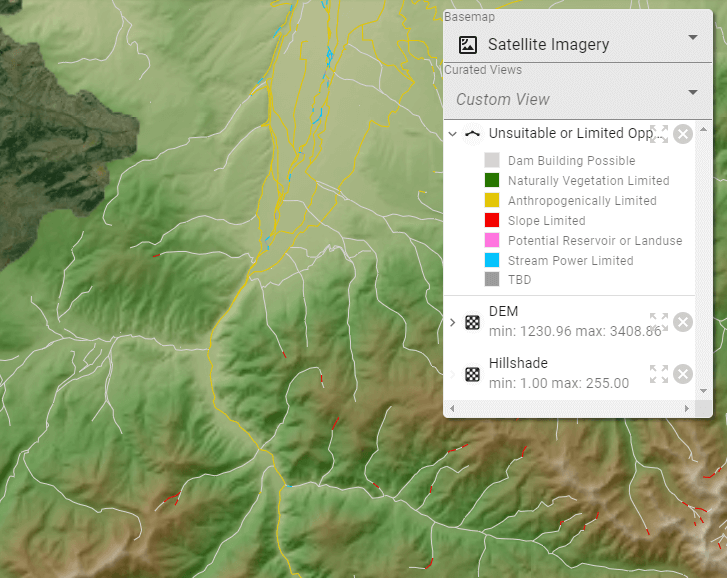 Basemap
Satellite Imagery
Curated Views
Custom View
Unsuitable or Limited Opp...
Dam Building Possible
Naturally Vegetation Limited
Anthropogenically Limited
Slope Limited
Potential Reservoir or Landuse
Stream Power Limited
TBD
DEM
min: 1230.96 max: 3408.86
Hillshade
min: 1.00 max: 255.00